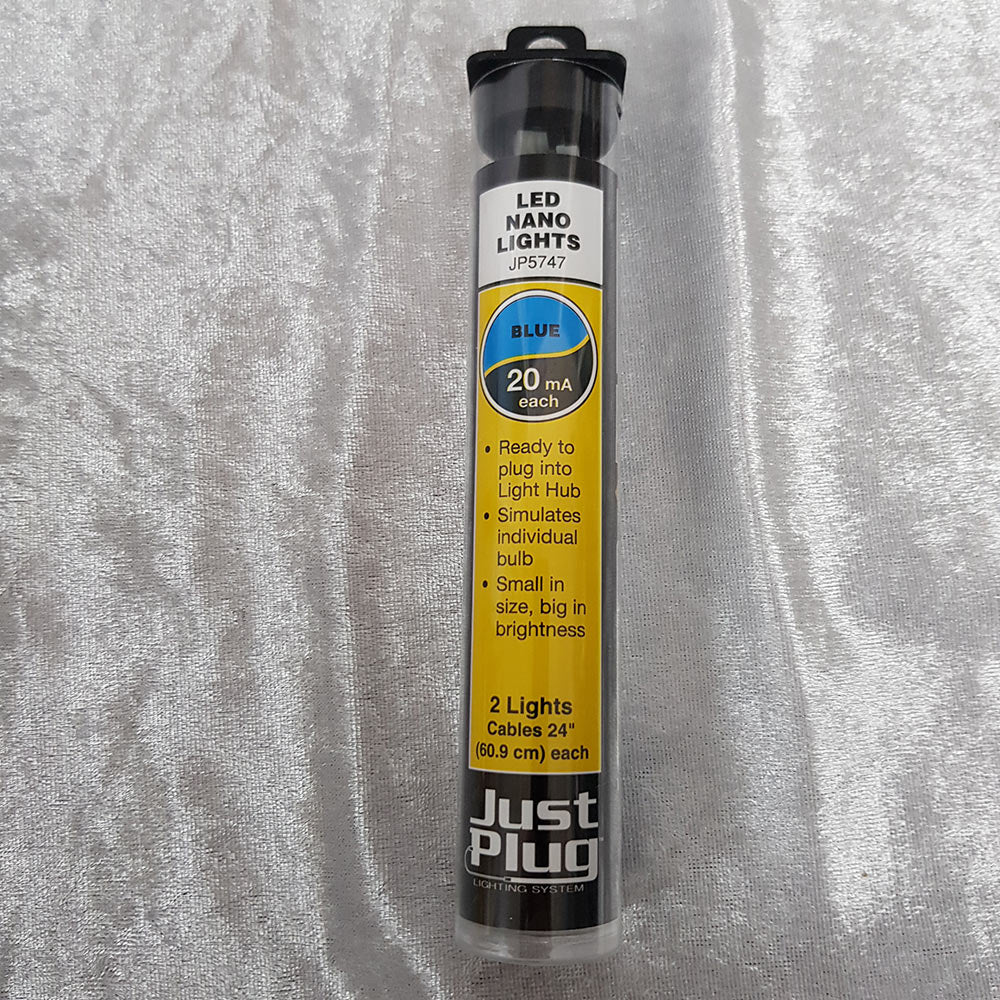 LED
NANO
LIGHTS
JP5747
BLUE
20 mA
each
• Ready to
plug into
Light Hub
• Simulates
individual
bulb
• Small in
size, big in
brightness
2 Lights
Cables 24"
(60.9 cm) each
Just
Plug™
LIGHTING SYSTEM